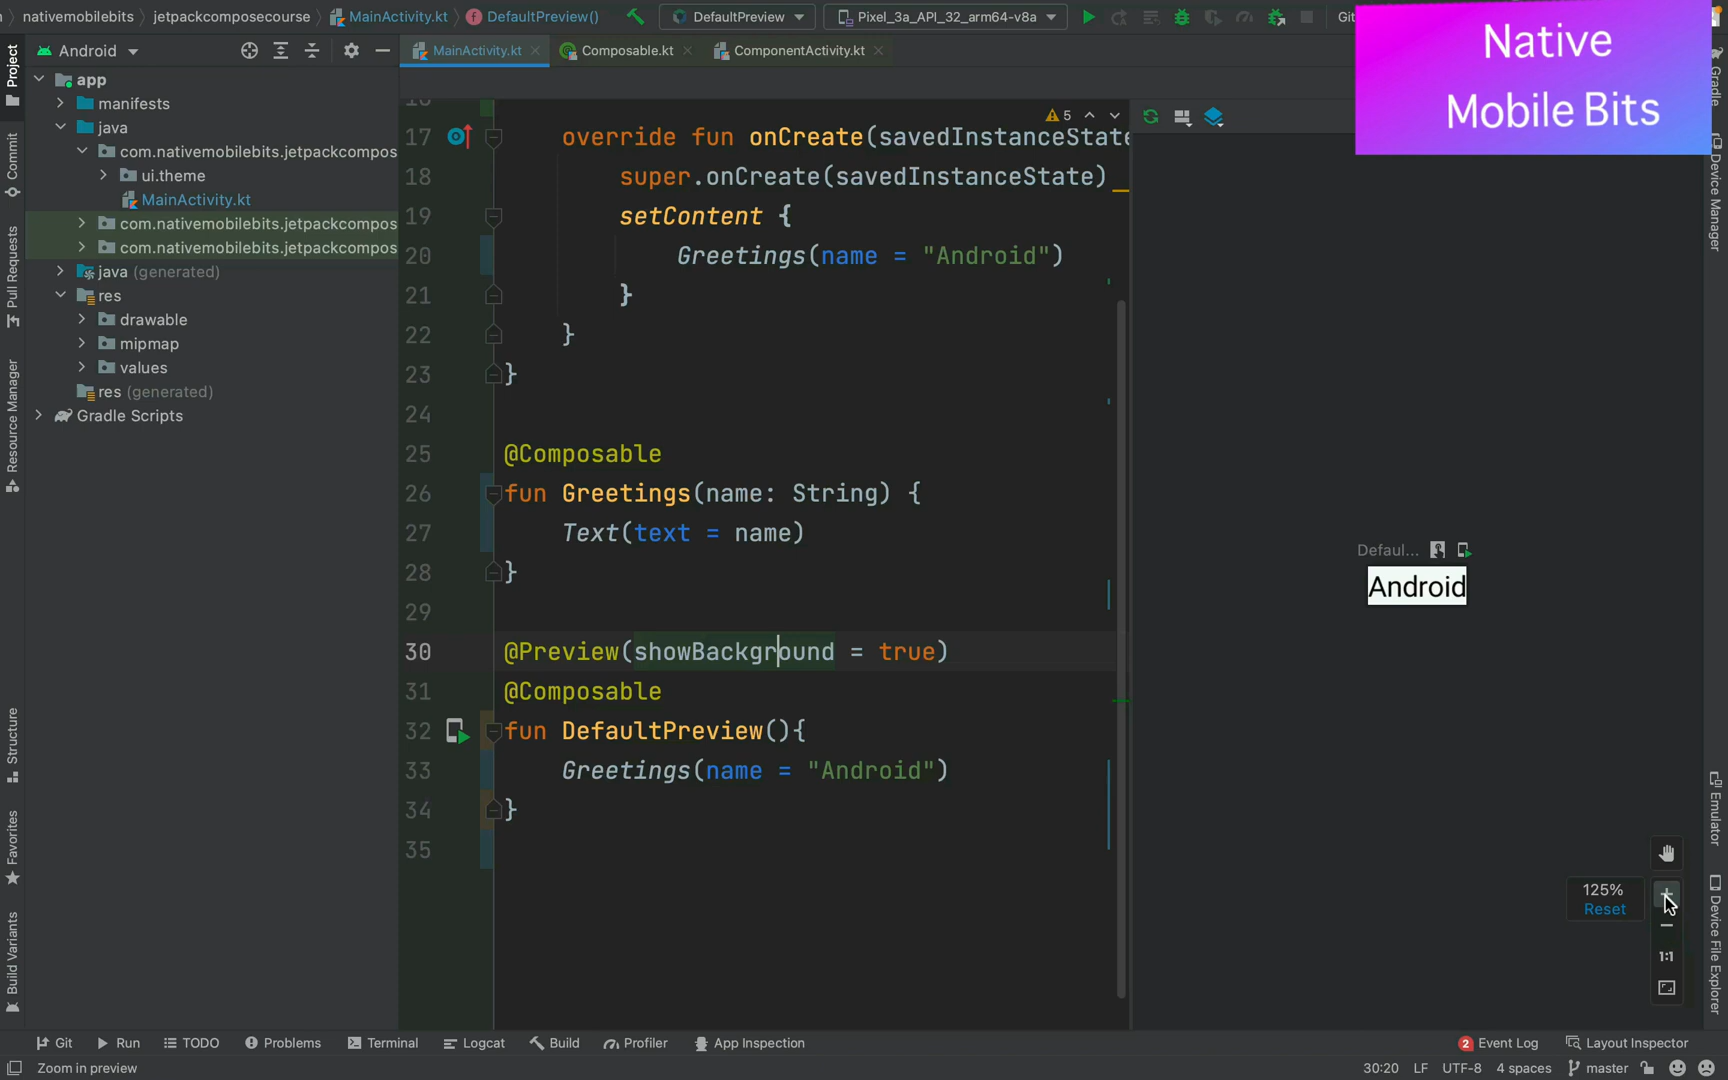 nativemobilebits
jetpackcomposecourse
MainActivity.kt
DefaultPreview()
DefaultPreview
Pixel_3a_API_32_arm64-v8a
Git
Native
Mobile Bits
Android
MainActivity.kt
Composable.kt
ComponentActivity.kt
app
manifests
java
com.nativemobilebits.jetpackcompos
ui.theme
MainActivity.kt
com.nativemobilebits.jetpackcompos
com.nativemobilebits.jetpackcompos
java (generated)
res
drawable
mipmap
values
res (generated)
Gradle Scripts
Project
Commit
Pull Requests
Resource Manager
Structure
Favorites
Build Variants
5
17 override fun onCreate(savedInstanceState
18 super.onCreate(savedInstanceState)
19 setContent {
20 Greetings(name = "Android")
21 }
22 }
23 }
24
25 @Composable
26 fun Greetings(name: String) {
27 Text(text = name)
28 }
29
30 @Preview(showBackground = true)
31 @Composable
32 fun DefaultPreview(){
33 Greetings(name = "Android")
34 }
35
Defaul...
Android
125%
Reset
1:1
Gradle
Device Manager
Emulator
Device File Explorer
Git
Run
TODO
Problems
Terminal
Logcat
Build
Profiler
App Inspection
2 Event Log
Layout Inspector
Zoom in preview
30:20
LF
UTF-8
4 spaces
master